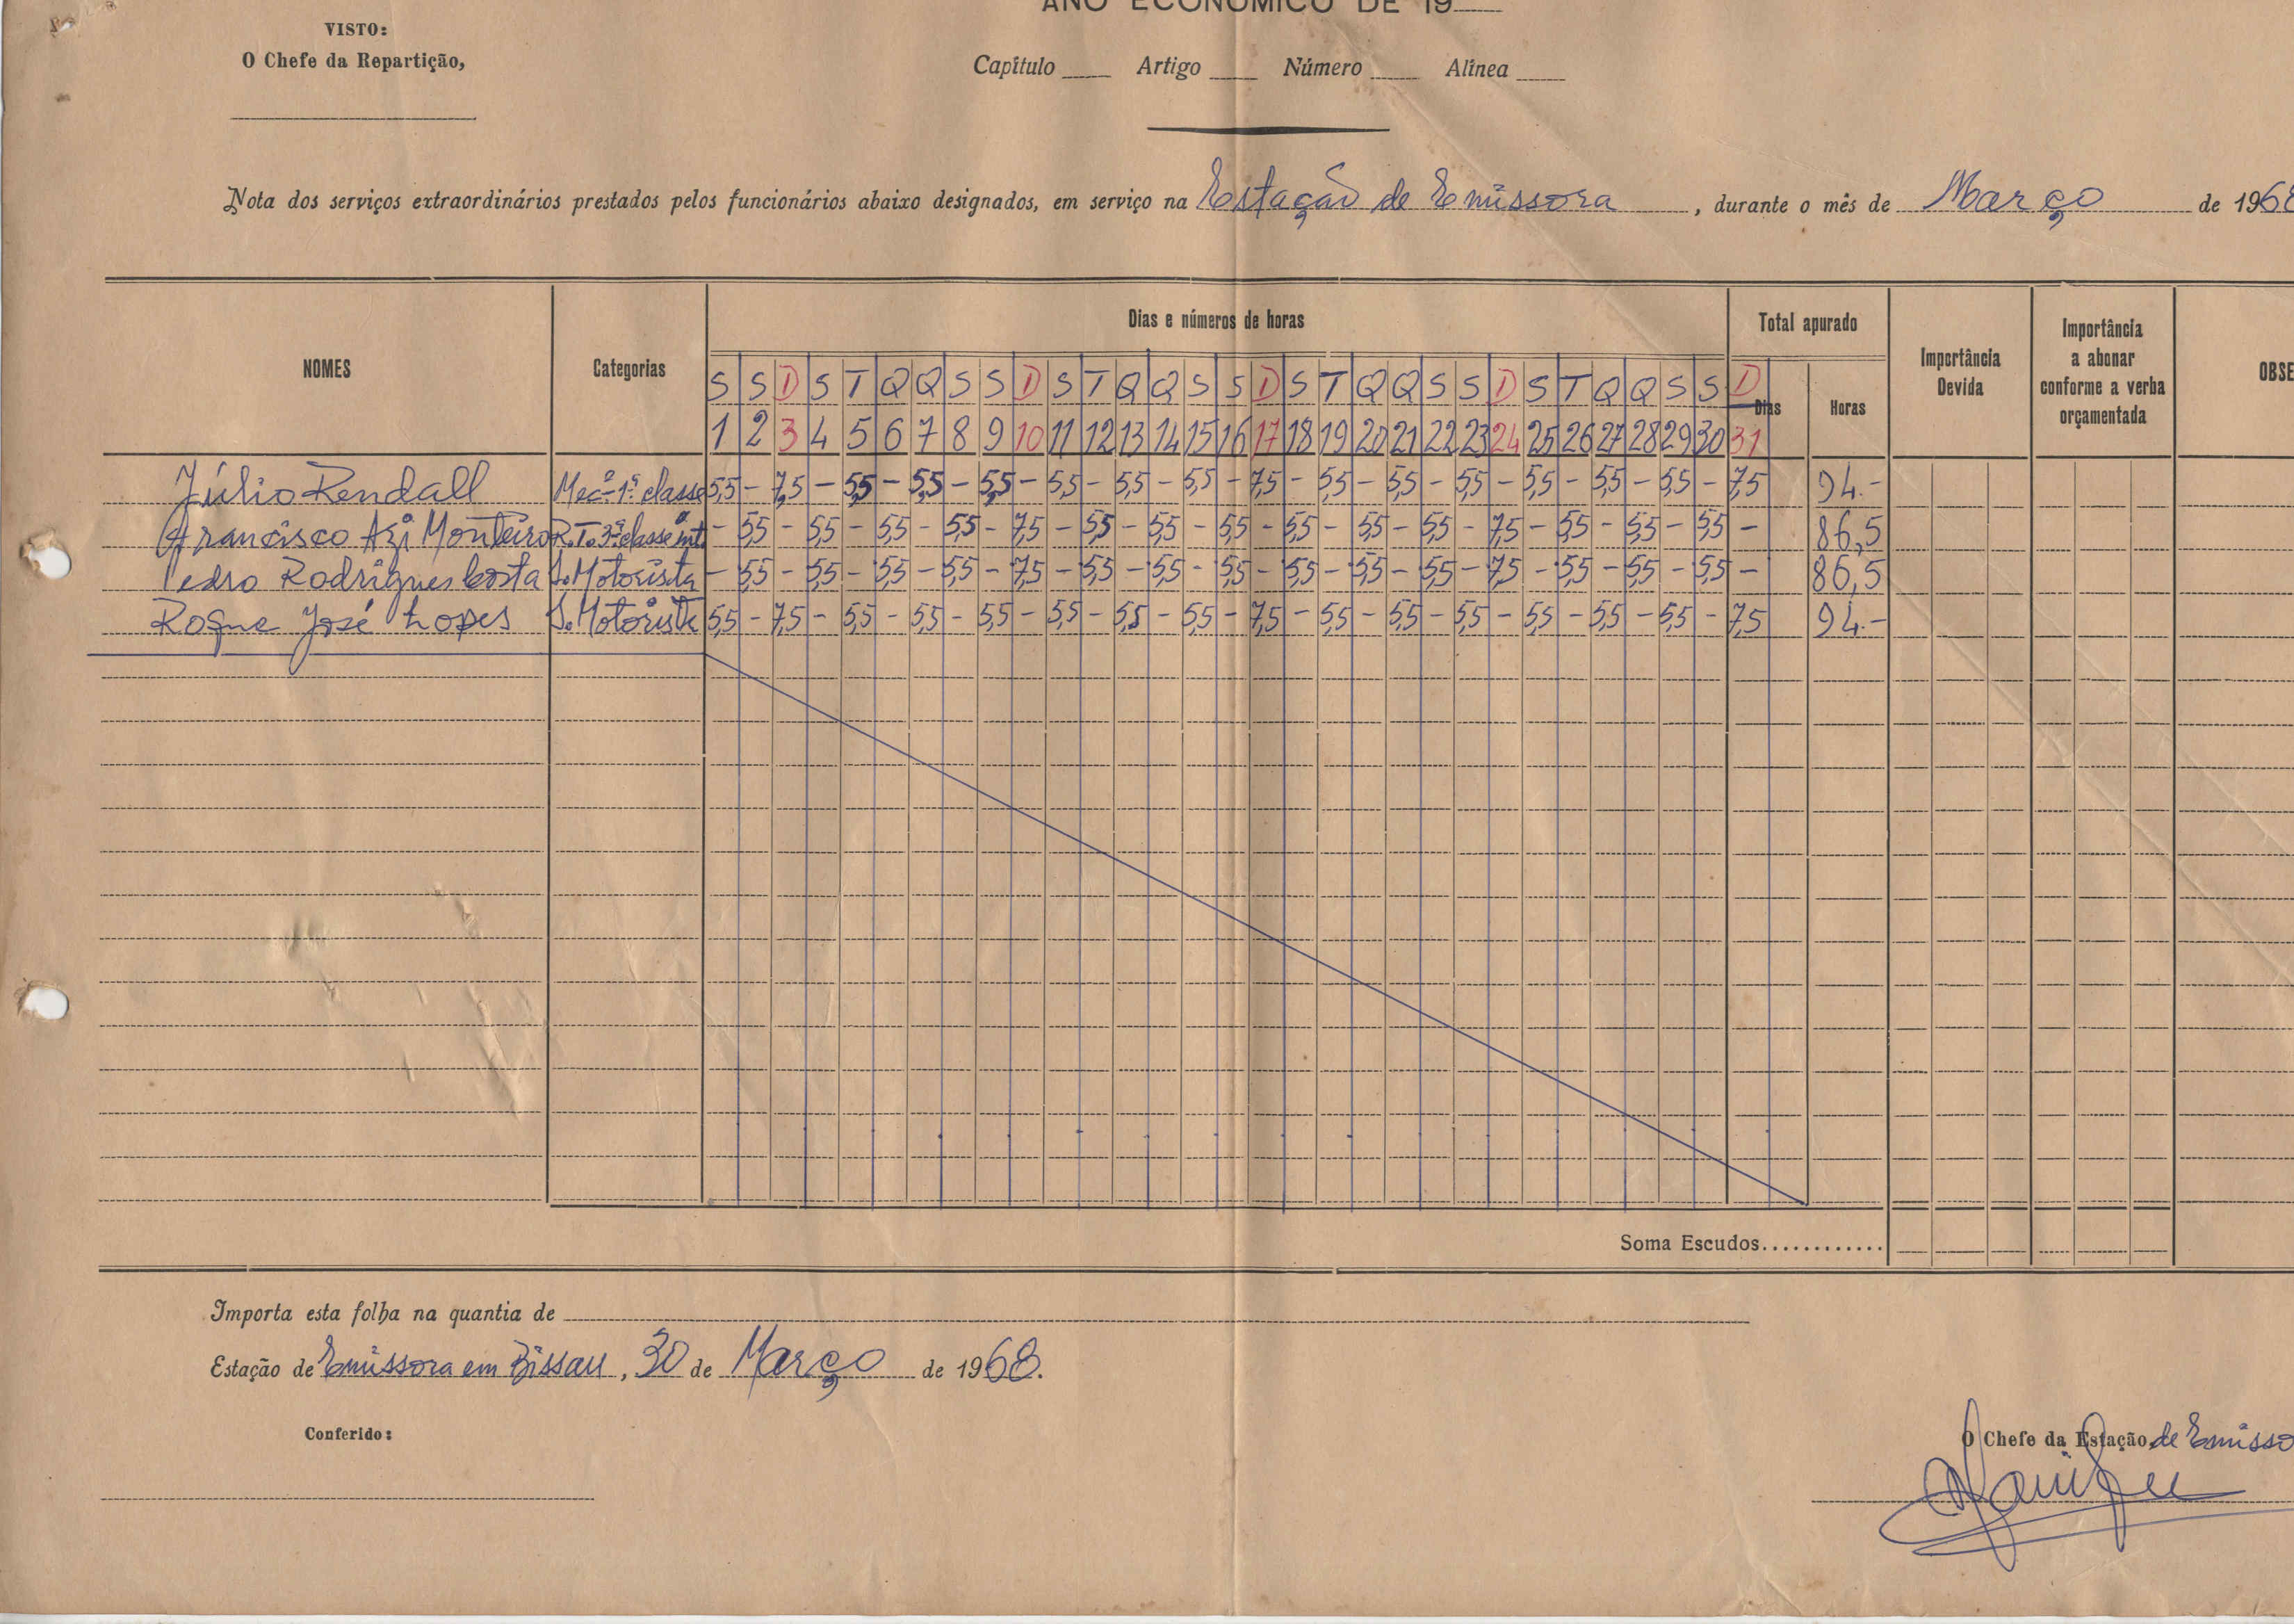 ANO ECONÓMICO DE 19
VISTO:
O Chefe da Repartição,
Capítulo Artigo Número Alínea
Nota dos serviços extraordinários prestados pelos funcionários abaixo designados, em serviço na Estação de Emissora, durante o mês de Março de 1968
NOMES Categorias Dias e números de horas Total apurado Importância Devida Importância a abonar conforme a verba orçamentada OBSE
S S D S T Q Q S S D S T Q Q S S D S T Q Q S S D S T Q Q S S D Dias Horas
1 2 3 4 5 6 7 8 9 10 11 12 13 14 15 16 17 18 19 20 21 22 23 24 25 26 27 28 29 30 31
Júlio Rendall Mecº 1ª classe 5,5 - 7,5 - 5,5 - 5,5 - 5,5 - 5,5 - 5,5 - 5,5 - 7,5 - 5,5 - 5,5 - 5,5 - 5,5 - 5,5 - 5,5 - 7,5 94.-
Francisco Azi Monteiro R.T. 3ª classe intº - 5,5 - 5,5 - 5,5 - 5,5 - 7,5 - 5,5 - 5,5 - 5,5 - 5,5 - 5,5 - 5,5 - 7,5 - 5,5 - 5,5 - 5,5 - 86,5
Pedro Rodrigues Costa S. Motorista - 5,5 - 5,5 - 5,5 - 5,5 - 7,5 - 5,5 - 5,5 - 5,5 - 5,5 - 5,5 - 5,5 - 7,5 - 5,5 - 5,5 - 5,5 - 86,5
Roque José Lopes S. Motorista 5,5 - 7,5 - 5,5 - 5,5 - 5,5 - 5,5 - 5,5 - 5,5 - 7,5 - 5,5 - 5,5 - 5,5 - 5,5 - 5,5 - 5,5 - 7,5 94.-
Soma Escudos............
Importa esta folha na quantia de
Estação de Emissora em Bissau, 30 de Março de 1968.
Conferido:
O Chefe da Estação de Emisso